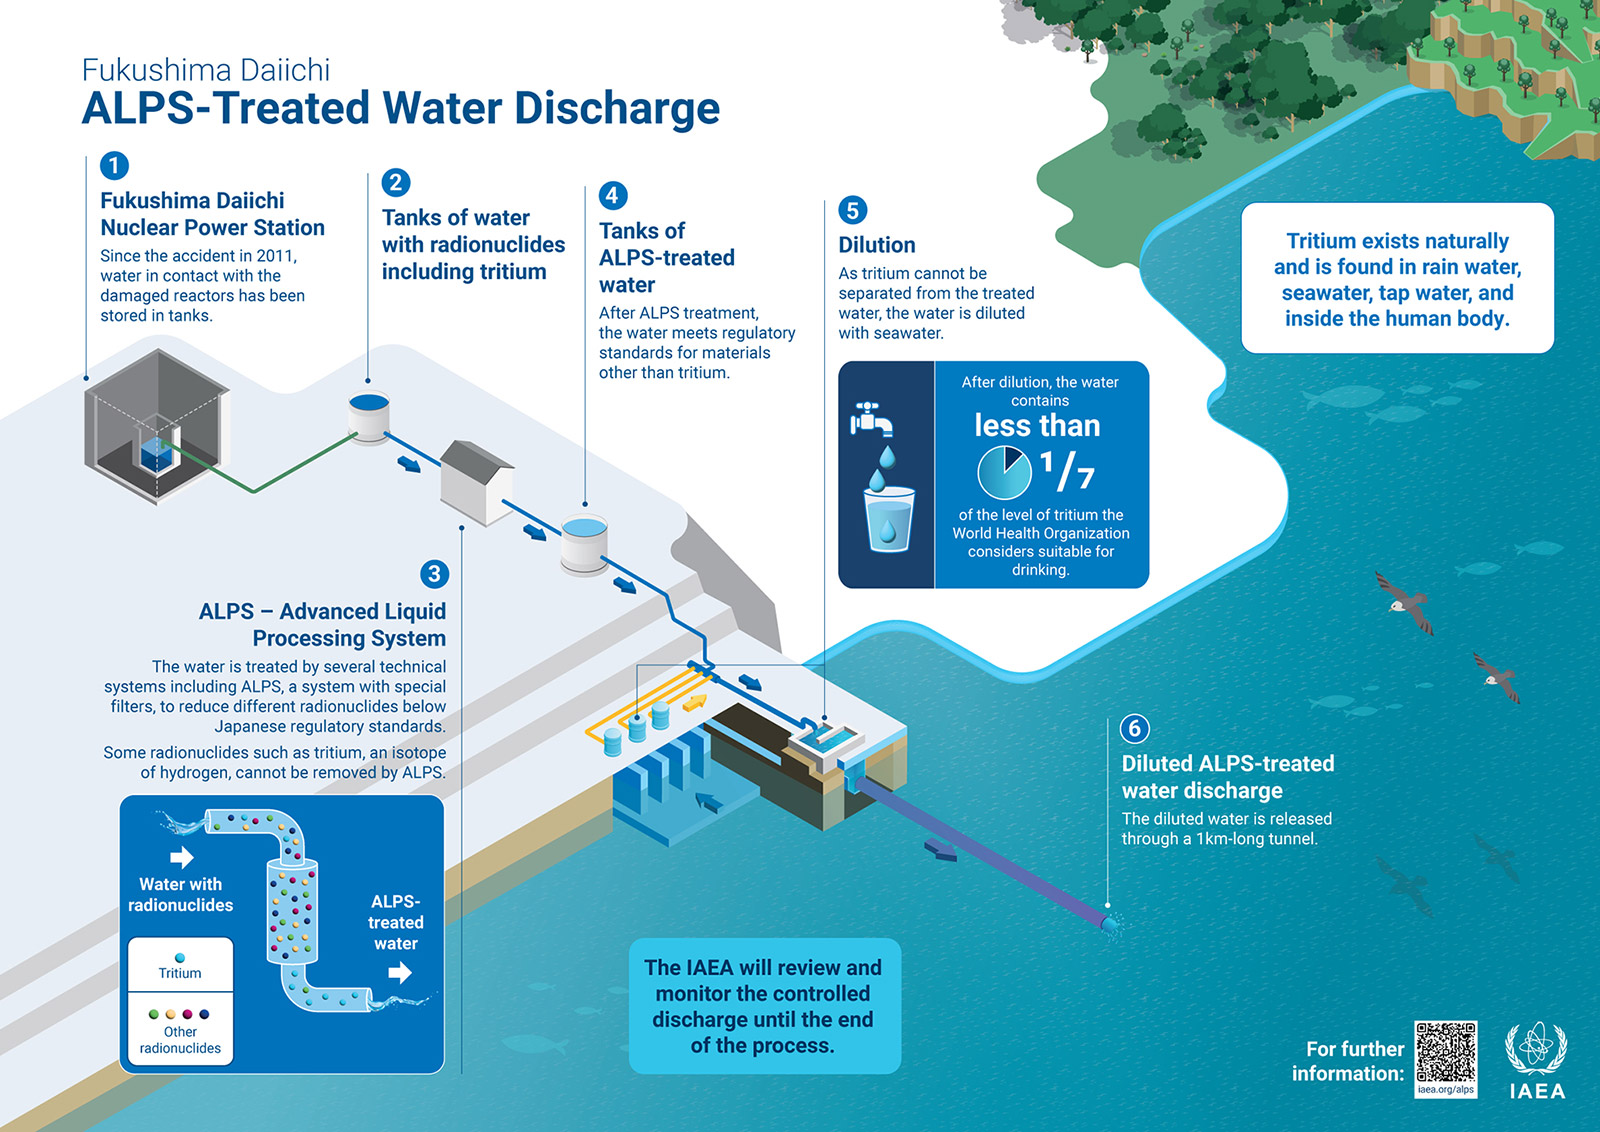 Fukushima Daiichi
ALPS-Treated Water Discharge
1
Fukushima Daiichi
Nuclear Power Station
Since the accident in 2011,
water in contact with the
damaged reactors has been
stored in tanks.
2
Tanks of water
with radionuclides
including tritium
3
ALPS – Advanced Liquid
Processing System
The water is treated by several technical
systems including ALPS, a system with special
filters, to reduce different radionuclides below
Japanese regulatory standards.
Some radionuclides such as tritium, an isotope
of hydrogen, cannot be removed by ALPS.
Water with
radionuclides
ALPS-
treated
water
Tritium
Other
radionuclides
4
Tanks of
ALPS-treated
water
After ALPS treatment,
the water meets regulatory
standards for materials
other than tritium.
5
Dilution
As tritium cannot be
separated from the treated
water, the water is diluted
with seawater.
After dilution, the water
contains
less than
1/7
of the level of tritium the
World Health Organization
considers suitable for
drinking.
6
Diluted ALPS-treated
water discharge
The diluted water is released
through a 1km-long tunnel.
Tritium exists naturally
and is found in rain water,
seawater, tap water, and
inside the human body.
The IAEA will review and
monitor the controlled
discharge until the end
of the process.
For further
information:
iaea.org/alps
IAEA